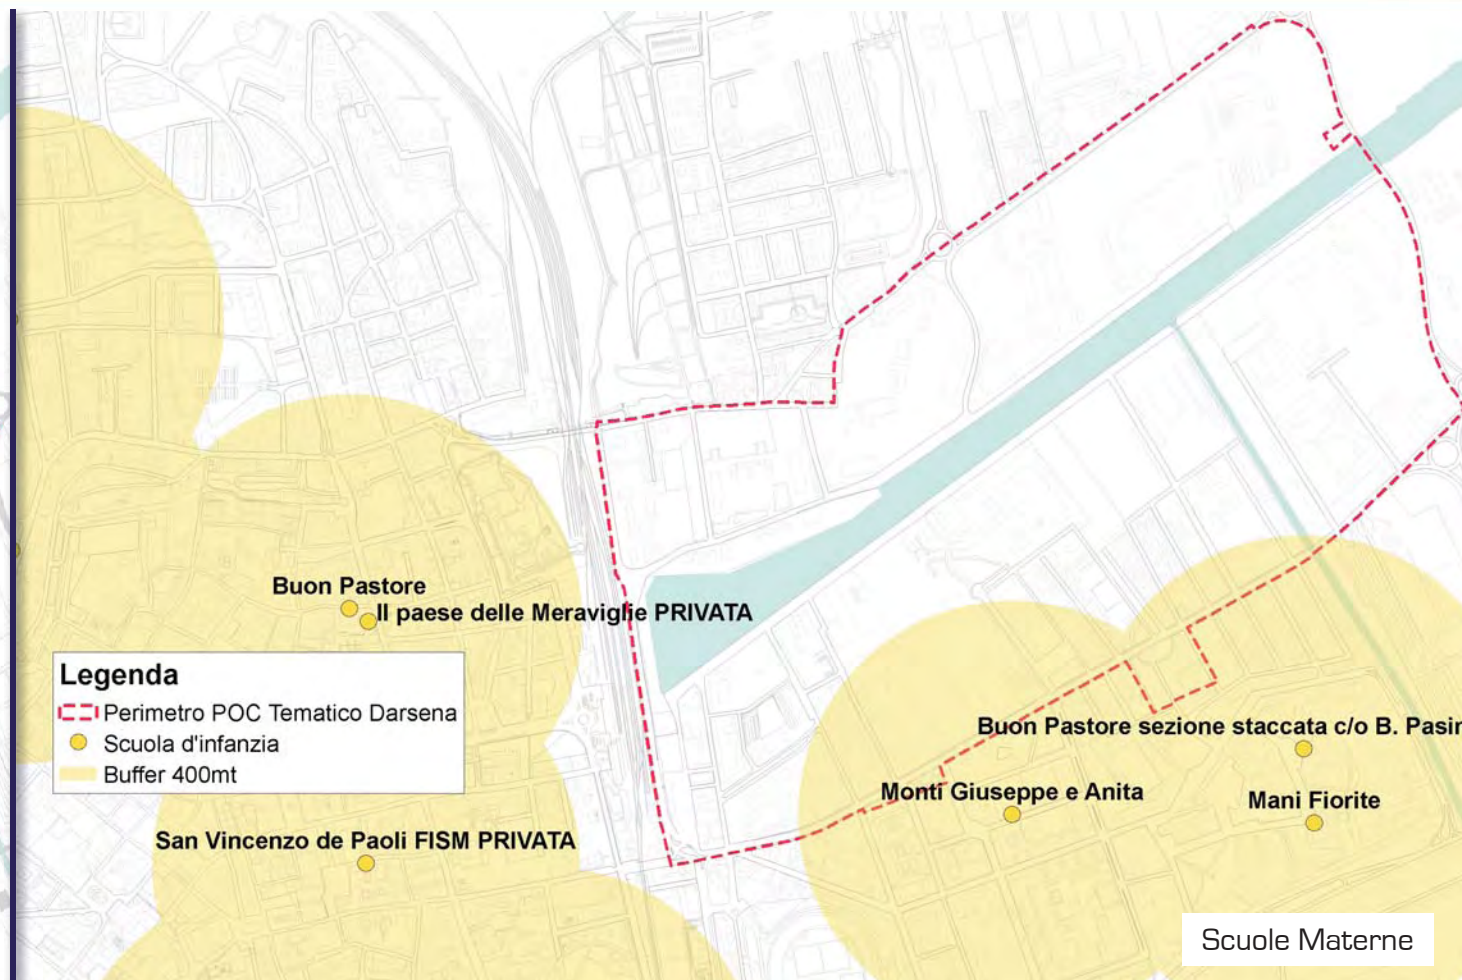 Buon Pastore
Il paese delle Meraviglie PRIVATA
Legenda
Perimetro POC Tematico Darsena
Scuola d'infanzia
Buffer 400mt
Buon Pastore sezione staccata c/o B.
Monti Giuseppe e Anita
Mani Fiorite
San Vincenzo de Paoli FISM PRIVATA
Scuole Materne